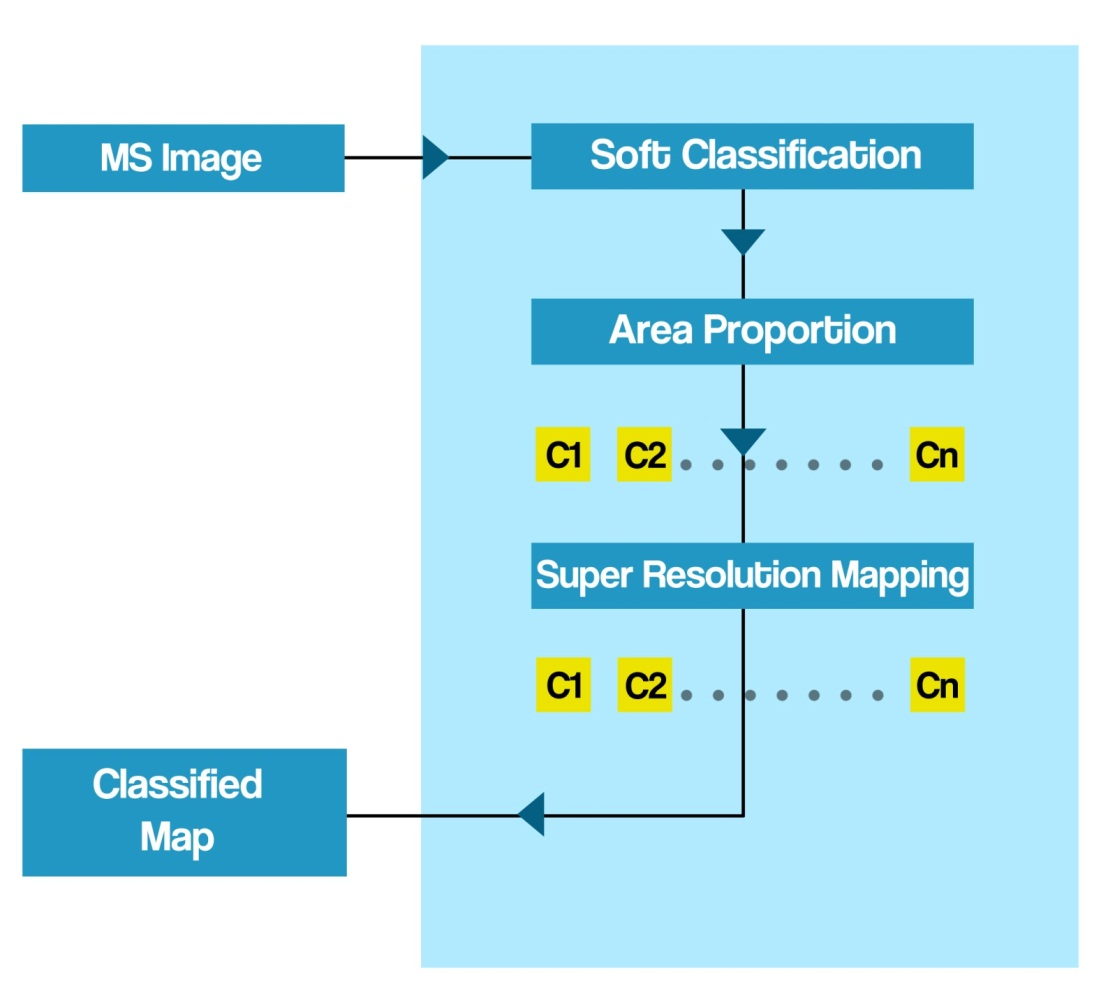 MS Image
Soft Classification
Area Proportion
C1 C2 Cn
Super Resolution Mapping
C1 C2 Cn
Classified
Map